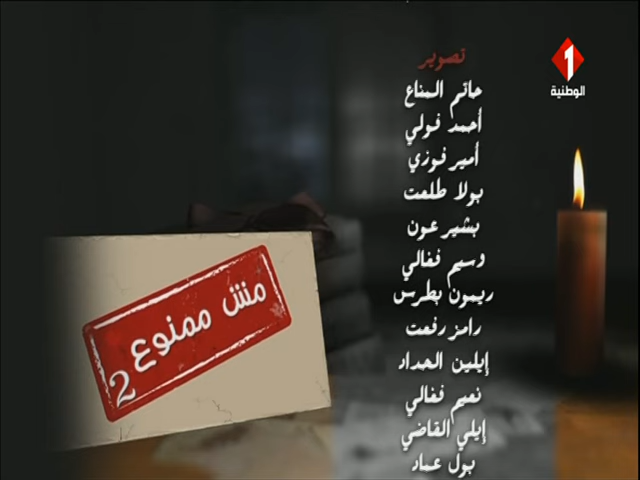 تصوير
حاتم المناع
أحمد فولي
أمير فوزي
بولا طلعت
بشير عون
وسيم فغالي
ريمون بطرس
رامز رفعت
إيلين الحداد
نعيم فغالي
إيلي القاضي
بول عماد
1
الوطنية
مش ممنوع
2